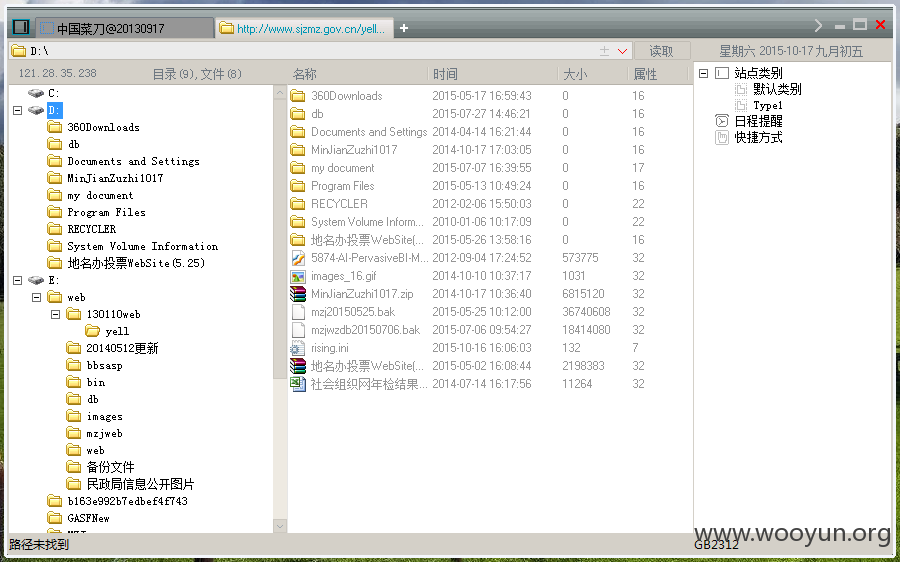 中国菜刀@20130917
http://www.sjzmz.gov.cn/yell...
D:\
读取
星期六 2015-10-17 九月初五
121.28.35.238
目录(9),文件(8)
名称 时间 大小 属性
C:
D:
360Downloads
db
Documents and Settings
MinJianZuzhi1017
my document
Program Files
RECYCLER
System Volume Information
地名办投票WebSite(5.25)
E:
web
130110web
yell
20140512更新
bbsasp
bin
db
images
mzjweb
web
备份文件
民政局信息公开图片
b163e992b7edbef4f743
GASFNew
360Downloads 2015-05-17 16:59:43 0 16
db 2015-07-27 14:46:21 0 16
Documents and Settings 2014-04-14 16:21:44 0 16
MinJianZuzhi1017 2014-10-17 17:03:05 0 16
my document 2015-07-07 16:39:55 0 17
Program Files 2015-05-13 10:49:24 0 16
RECYCLER 2012-02-06 15:50:03 0 22
System Volume Inform... 2010-01-06 10:17:09 0 22
地名办投票WebSite(... 2015-05-26 13:58:16 0 16
5874-AI-PervasiveBI-M... 2012-09-04 17:24:52 573775 32
images_16.gif 2014-10-10 10:37:17 1031 32
MinJianZuzhi1017.zip 2014-10-17 10:36:40 6815120 32
mzj20150525.bak 2015-05-25 10:12:00 36740608 32
mzjwzdb20150706.bak 2015-07-06 09:54:27 18414080 32
rising.ini 2015-10-16 16:06:03 132 7
地名办投票WebSite(... 2015-05-02 16:08:44 2198383 32
社会组织网年检结果... 2014-07-14 16:17:56 11264 32
站点类别
默认类别
Type1
日程提醒
快捷方式
路径未找到
GB2312
www.wooyun.org